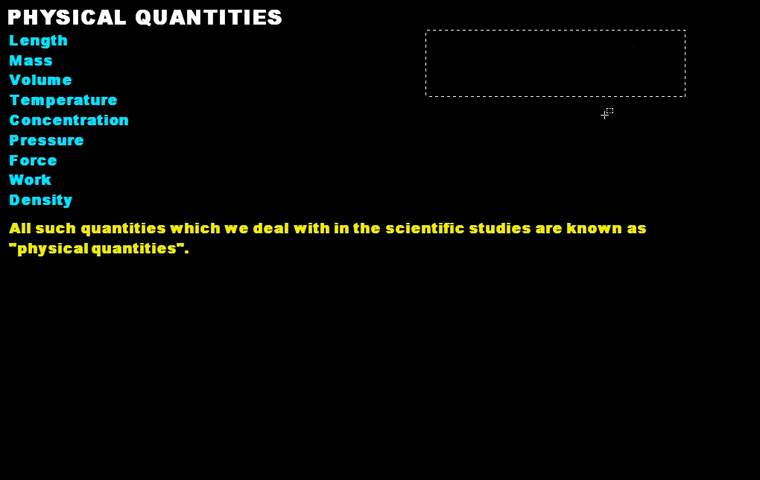 PHYSICAL QUANTITIES
Length
Mass
Volume
Temperature
Concentration
Pressure
Force
Work
Density
All such quantities which we deal with in the scientific studies are known as
"physical quantities".